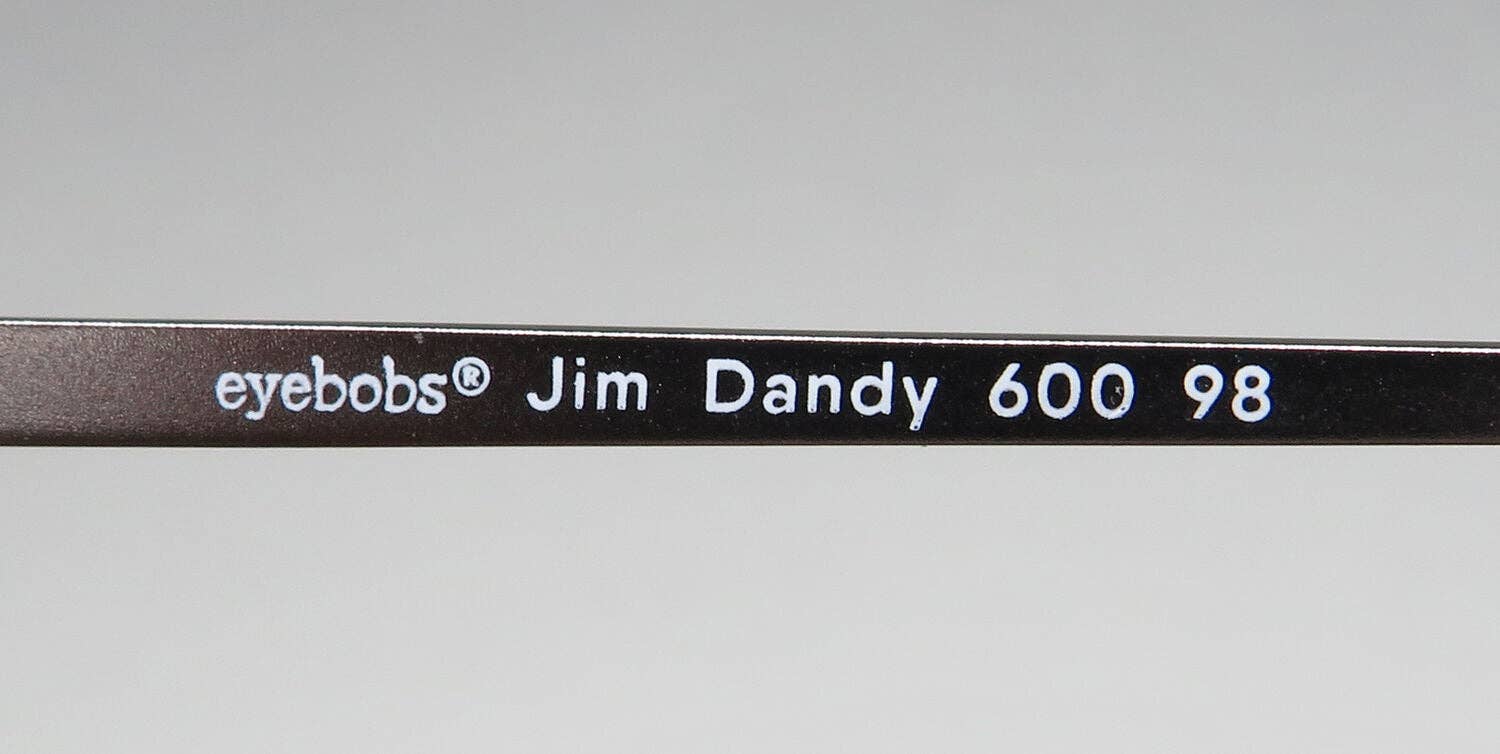 eyebobs® Jim Dandy 600 98